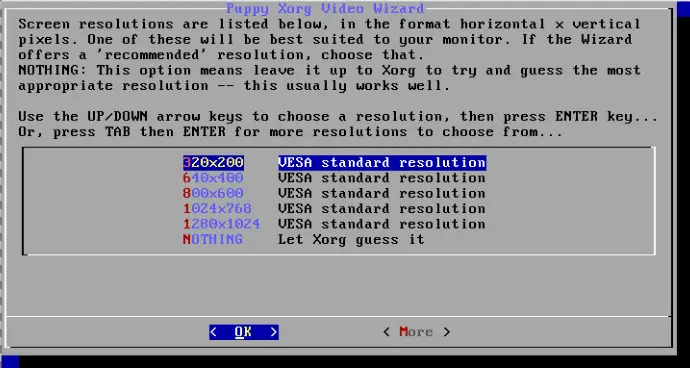 Puppy Xorg Video Wizard
Screen resolutions are listed below, in the format horizontal x vertical
pixels. One of these will be best suited to your monitor. If the Wizard
offers a 'recommended' resolution, choose that.
NOTHING: This option means leave it up to Xorg to try and guess the most
appropriate resolution -- this usually works well.
Use the UP/DOWN arrow keys to choose a resolution, then press ENTER key...
Or, press TAB then ENTER for more resolutions to choose from...
320x200 VESA standard resolution
640x400 VESA standard resolution
800x600 VESA standard resolution
1024x768 VESA standard resolution
1280x1024 VESA standard resolution
NOTHING Let Xorg guess it
< OK > < More >